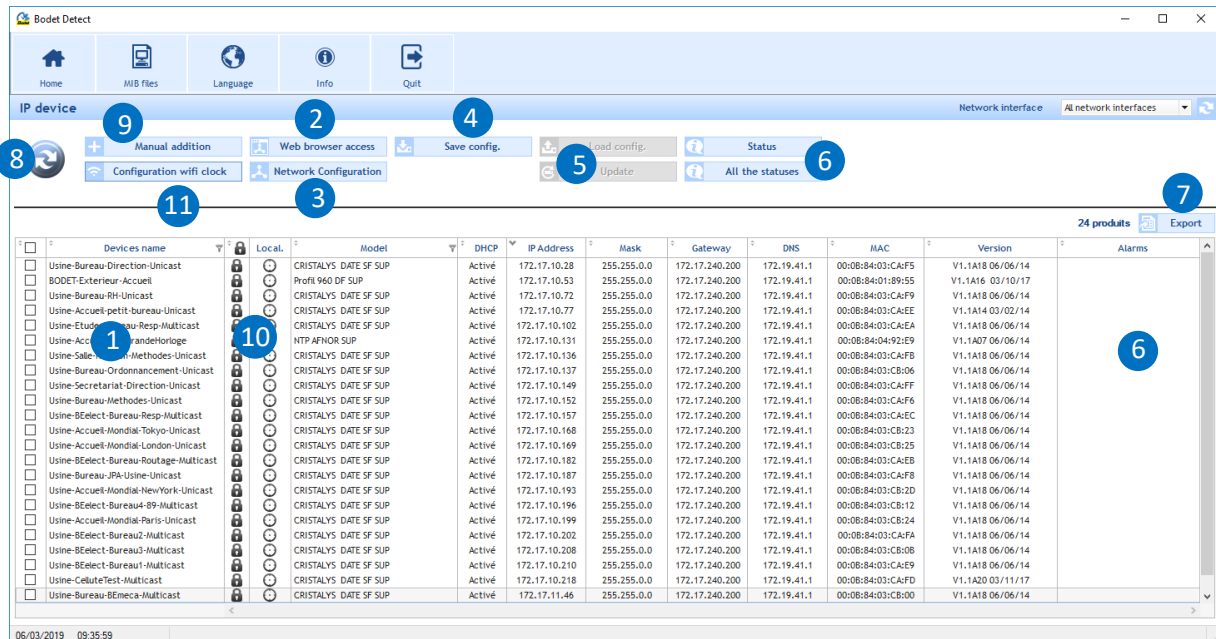 Bodet Detect
Home MIB files Language Info Quit
IP device Network interface All network interfaces
9 2 4
Manual addition Web browser access Save config. Load config. Status
8 5 6
Configuration wifi clock Network Configuration Update All the statuses
11 3 7
24 produits Export
Devices name Local. Model DHCP IP Address Mask Gateway DNS MAC Version Alarms
Usine-Bureau-Direction-Unicast CRISTALYS DATE SF SUP Activé 172.17.10.28 255.255.0.0 172.17.240.200 172.19.41.1 00:0B:84:03:CA:F5 V1.1A18 06/06/14
BODET-Exterieur-Accueil Profil 960 DF SUP Activé 172.17.10.53 255.255.0.0 172.17.240.200 172.19.41.1 00:0B:84:01:89:55 V1.1A16 03/10/17
Usine-Bureau-RH-Unicast CRISTALYS DATE SF SUP Activé 172.17.10.72 255.255.0.0 172.17.240.200 172.19.41.1 00:0B:84:03:CA:F9 V1.1A18 06/06/14
Usine-Accueil-petit-bureau-Unicast CRISTALYS DATE SF SUP Activé 172.17.10.77 255.255.0.0 172.17.240.200 172.19.41.1 00:0B:84:03:CA:EE V1.1A14 03/02/14
CRISTALYS DATE SF SUP Activé 172.17.10.102 255.255.0.0 172.17.240.200 172.19.41.1 00:0B:84:03:CA:EA V1.1A18 06/06/14
1 10 6
NTP AFNOR SUP Activé 172.17.10.131 255.255.0.0 172.17.240.200 172.19.41.1 00:0B:84:04:92:E9 V1.1A07 06/06/14
CRISTALYS DATE SF SUP Activé 172.17.10.136 255.255.0.0 172.17.240.200 172.19.41.1 00:0B:84:03:CA:FB V1.1A18 06/06/14
Usine-Bureau-Ordonnancement-Unicast CRISTALYS DATE SF SUP Activé 172.17.10.137 255.255.0.0 172.17.240.200 172.19.41.1 00:0B:84:03:CB:06 V1.1A18 06/06/14
Usine-Secretariat-Direction-Unicast CRISTALYS DATE SF SUP Activé 172.17.10.149 255.255.0.0 172.17.240.200 172.19.41.1 00:0B:84:03:CA:FF V1.1A18 06/06/14
Usine-Bureau-Methodes-Unicast CRISTALYS DATE SF SUP Activé 172.17.10.152 255.255.0.0 172.17.240.200 172.19.41.1 00:0B:84:03:CA:F6 V1.1A18 06/06/14
Usine-BEelect-Bureau-Resp-Multicast CRISTALYS DATE SF SUP Activé 172.17.10.157 255.255.0.0 172.17.240.200 172.19.41.1 00:0B:84:03:CA:EC V1.1A18 06/06/14
Usine-Accueil-Mondial-Tokyo-Unicast CRISTALYS DATE SF SUP Activé 172.17.10.168 255.255.0.0 172.17.240.200 172.19.41.1 00:0B:84:03:CB:23 V1.1A18 06/06/14
Usine-Accueil-Mondial-London-Unicast CRISTALYS DATE SF SUP Activé 172.17.10.169 255.255.0.0 172.17.240.200 172.19.41.1 00:0B:84:03:CB:25 V1.1A18 06/06/14
Usine-BEelect-Bureau-Routage-Multicast CRISTALYS DATE SF SUP Activé 172.17.10.182 255.255.0.0 172.17.240.200 172.19.41.1 00:0B:84:03:CA:EB V1.1A18 06/06/14
Usine-Bureau-JPA-Usine-Unicast CRISTALYS DATE SF SUP Activé 172.17.10.187 255.255.0.0 172.17.240.200 172.19.41.1 00:0B:84:03:CA:F8 V1.1A18 06/06/14
Usine-Accueil-Mondial-NewYork-Unicast CRISTALYS DATE SF SUP Activé 172.17.10.193 255.255.0.0 172.17.240.200 172.19.41.1 00:0B:84:03:CB:2D V1.1A18 06/06/14
Usine-BEelect-Bureau4-89-Multicast CRISTALYS DATE SF SUP Activé 172.17.10.196 255.255.0.0 172.17.240.200 172.19.41.1 00:0B:84:03:CB:12 V1.1A18 06/06/14
Usine-Accueil-Mondial-Paris-Unicast CRISTALYS DATE SF SUP Activé 172.17.10.199 255.255.0.0 172.17.240.200 172.19.41.1 00:0B:84:03:CB:24 V1.1A18 06/06/14
Usine-BEelect-Bureau2-Multicast CRISTALYS DATE SF SUP Activé 172.17.10.202 255.255.0.0 172.17.240.200 172.19.41.1 00:0B:84:03:CA:FA V1.1A18 06/06/14
Usine-BEelect-Bureau3-Multicast CRISTALYS DATE SF SUP Activé 172.17.10.208 255.255.0.0 172.17.240.200 172.19.41.1 00:0B:84:03:CB:0B V1.1A18 06/06/14
Usine-BEelect-Bureau1-Multicast CRISTALYS DATE SF SUP Activé 172.17.10.210 255.255.0.0 172.17.240.200 172.19.41.1 00:0B:84:03:CA:E9 V1.1A18 06/06/14
Usine-CelluteTest-Multicast CRISTALYS DATE SF SUP Activé 172.17.10.218 255.255.0.0 172.17.240.200 172.19.41.1 00:0B:84:03:CA:FD V1.1A20 03/11/17
Usine-Bureau-BEmeca-Multicast CRISTALYS DATE SF SUP Activé 172.17.11.46 255.255.0.0 172.17.240.200 172.19.41.1 00:0B:84:03:CB:00 V1.1A18 06/06/14
06/03/2019 09:35:59